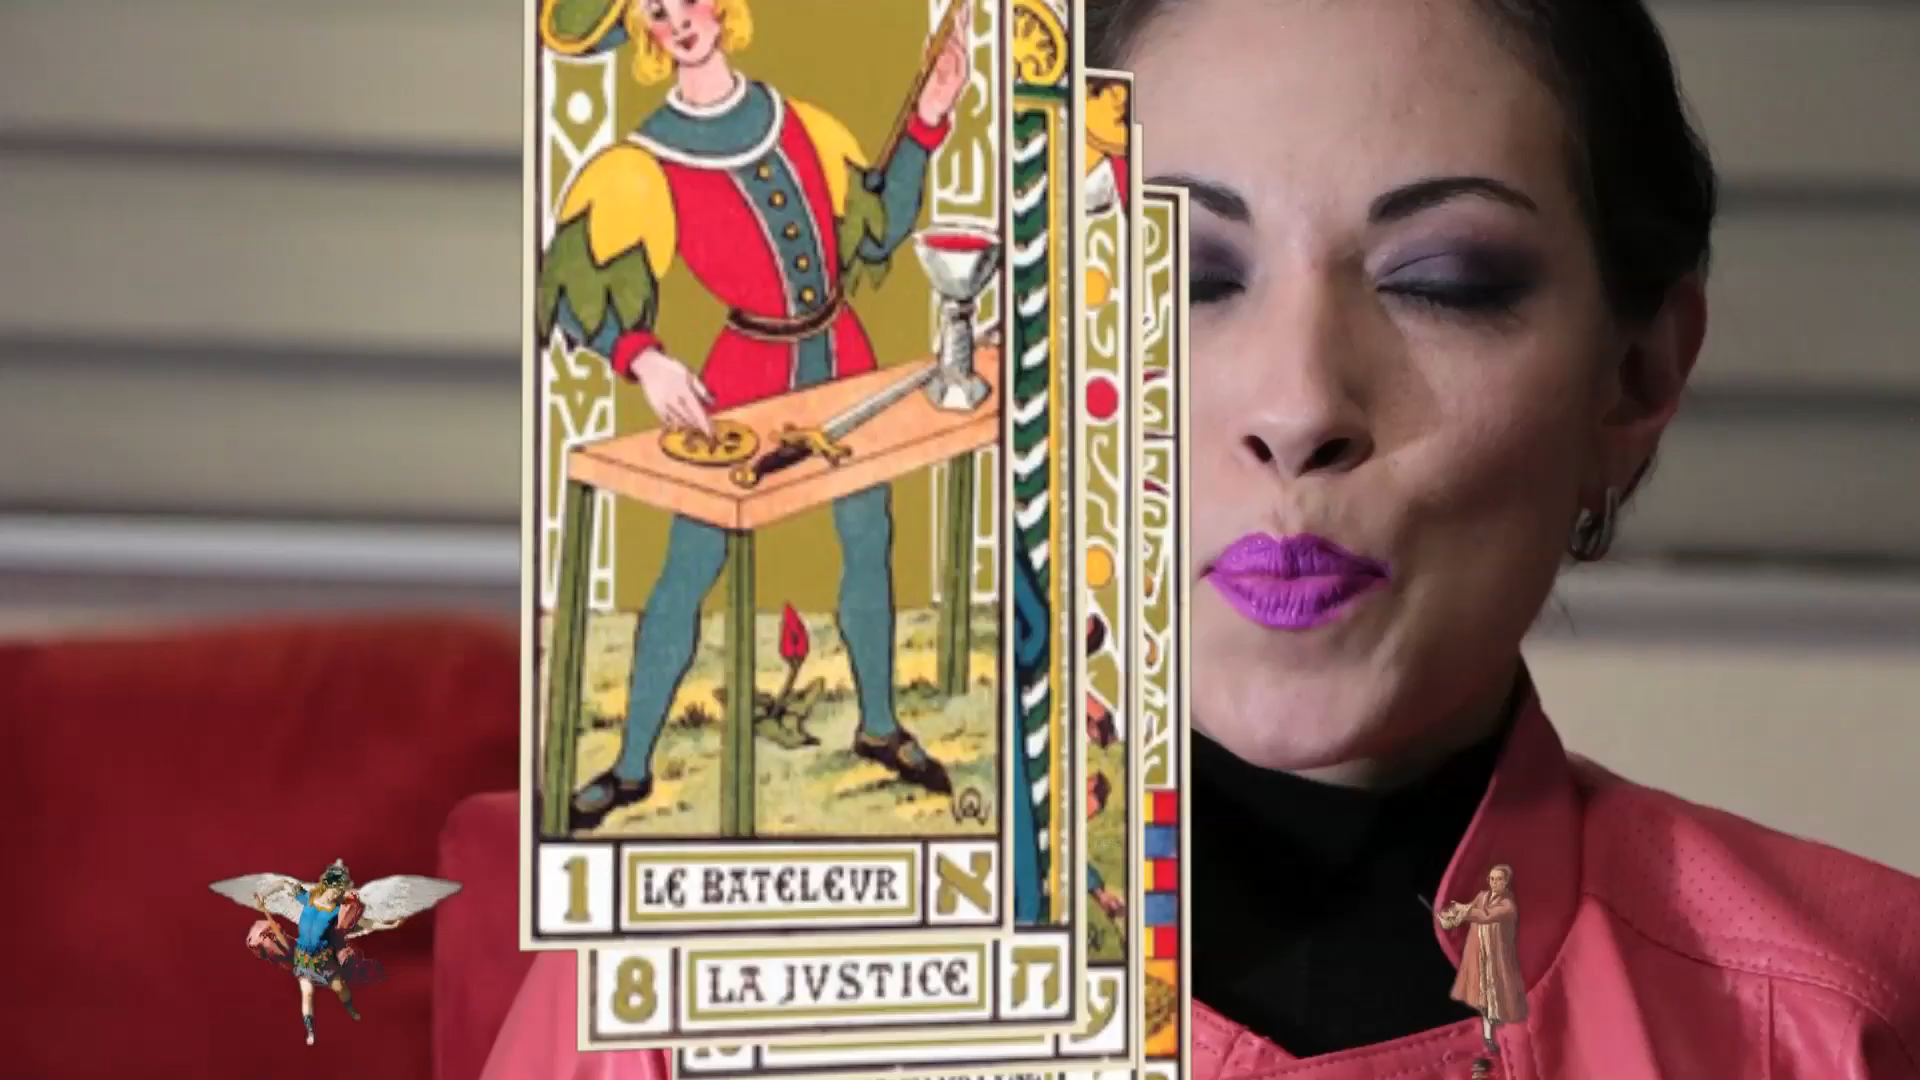 1 LE BATELEVR א
8 LA JVSTICE ח
ע